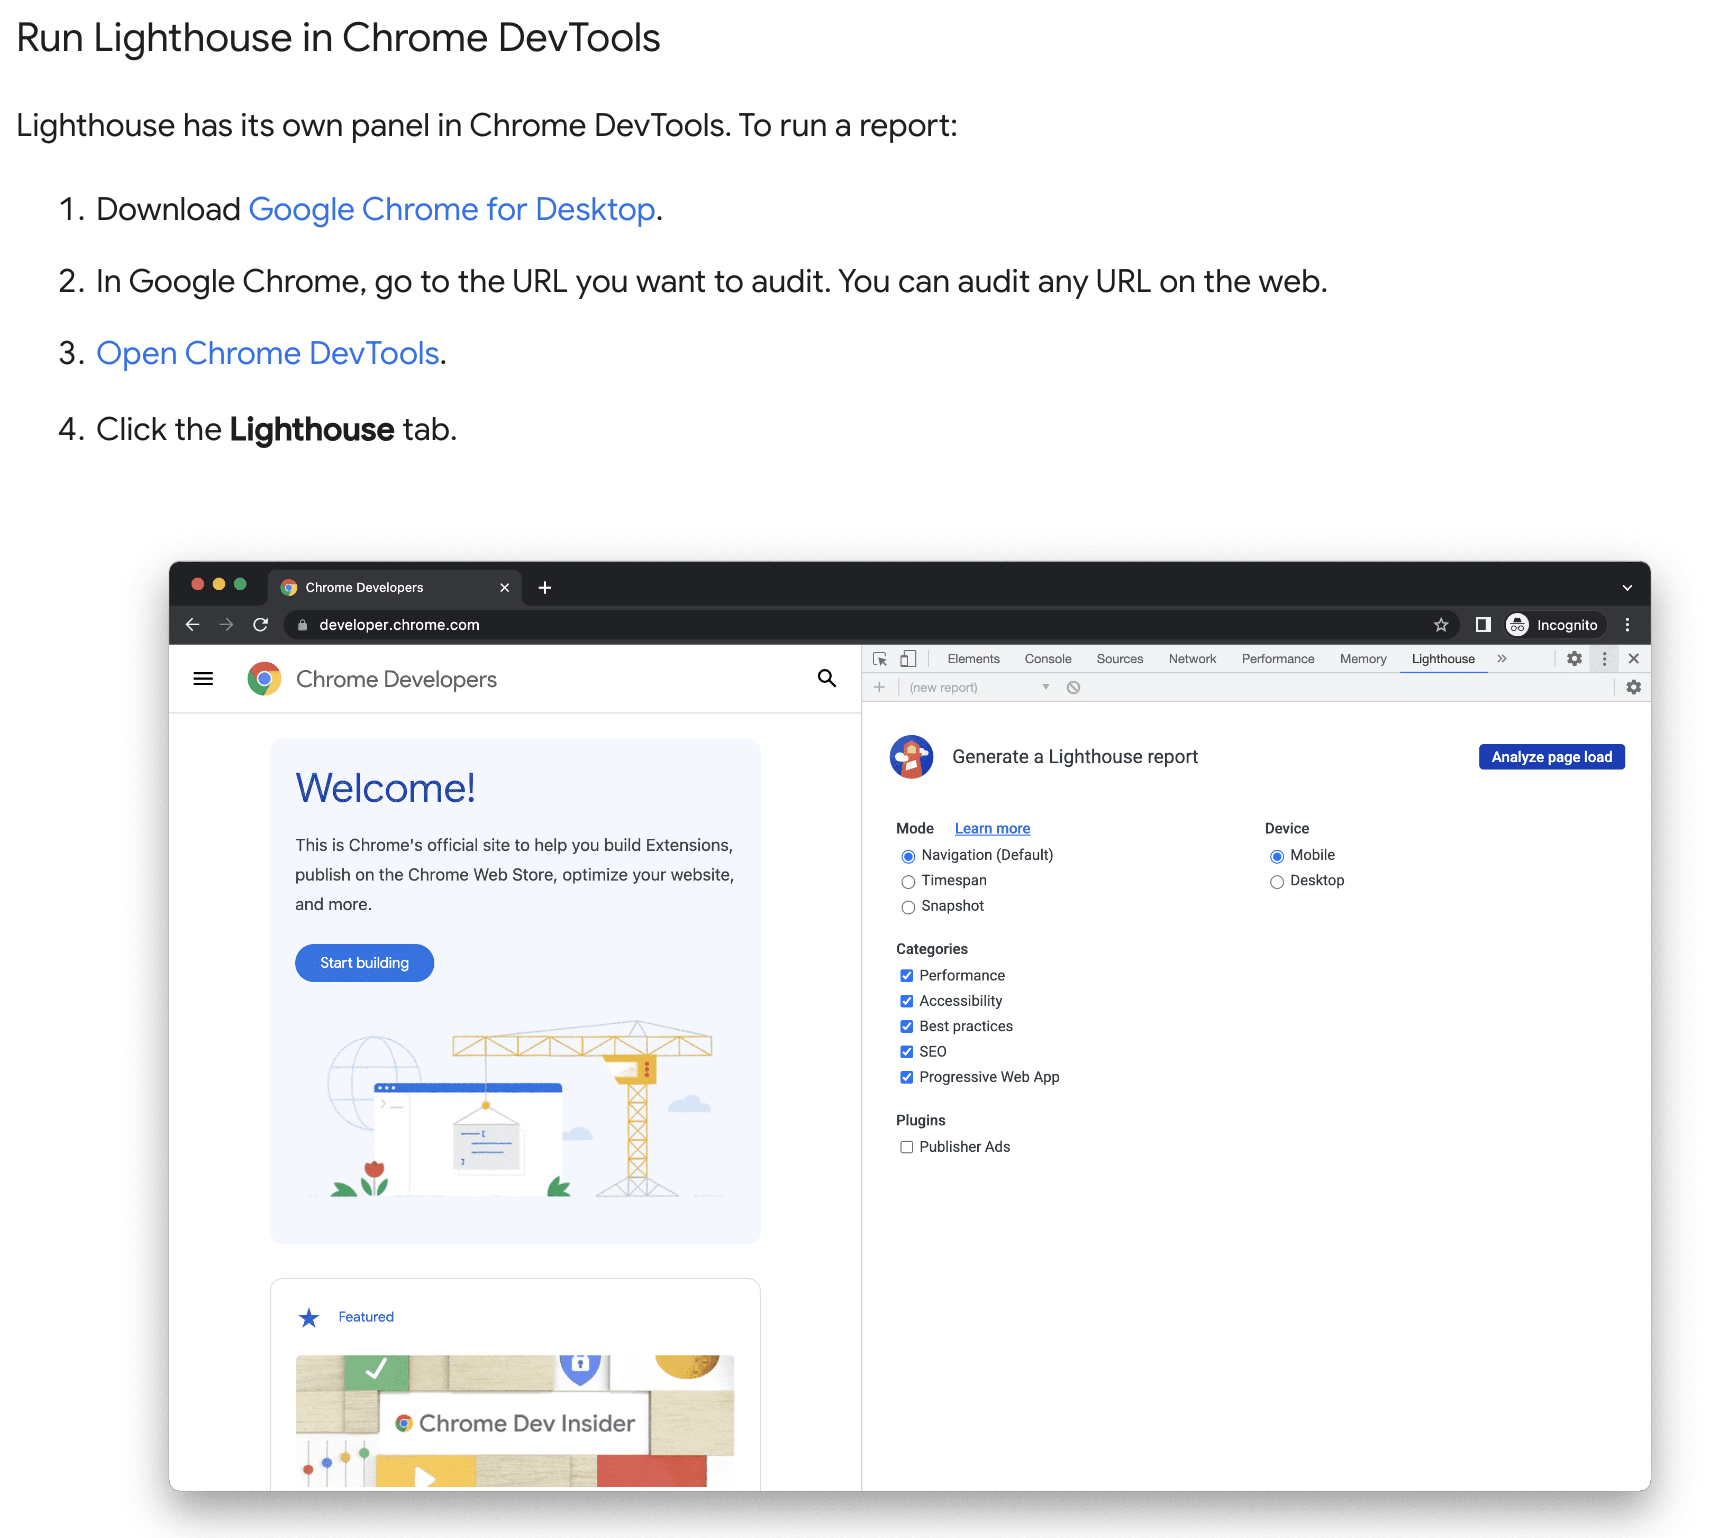 Run Lighthouse in Chrome DevTools
Lighthouse has its own panel in Chrome DevTools. To run a report:
1. Download Google Chrome for Desktop.
2. In Google Chrome, go to the URL you want to audit. You can audit any URL on the web.
3. Open Chrome DevTools.
4. Click the Lighthouse tab.
Chrome Developers
developer.chrome.com
Incognito
Chrome Developers
Welcome!
This is Chrome's official site to help you build Extensions,
publish on the Chrome Web Store, optimize your website,
and more.
Start building
Featured
Chrome Dev Insider
Elements Console Sources Network Performance Memory Lighthouse
(new report)
Generate a Lighthouse report
Analyze page load
Mode Learn more
Navigation (Default)
Timespan
Snapshot
Device
Mobile
Desktop
Categories
Performance
Accessibility
Best practices
SEO
Progressive Web App
Plugins
Publisher Ads